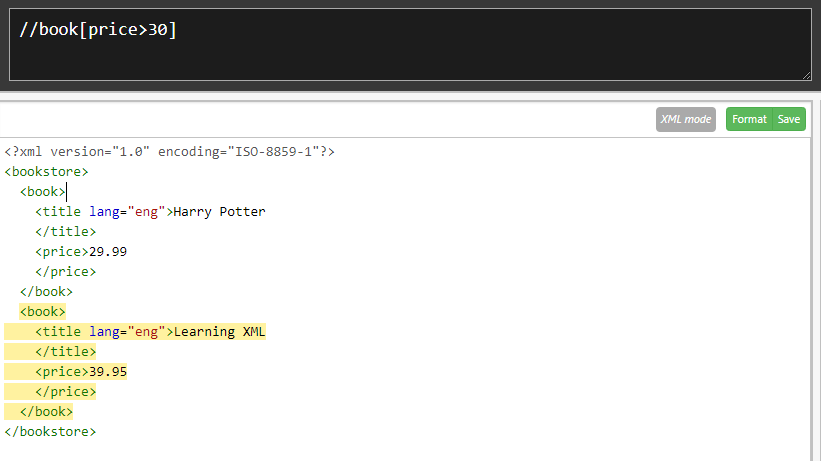 //book[price>30]
XML mode Format Save
<?xml version="1.0" encoding="ISO-8859-1"?>
<bookstore>
  <book>
    <title lang="eng">Harry Potter
    </title>
    <price>29.99
    </price>
  </book>
  <book>
    <title lang="eng">Learning XML
    </title>
    <price>39.95
    </price>
  </book>
</bookstore>